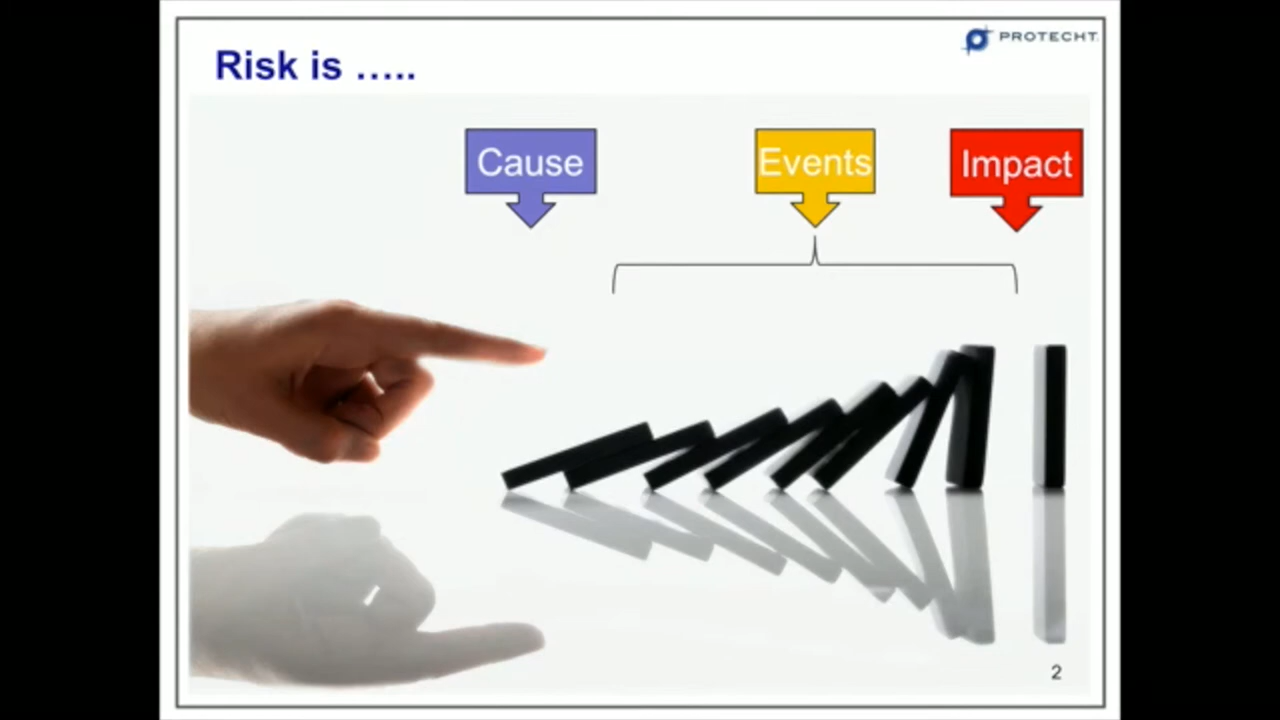 PROTECHT
Risk is .....
Cause
Events
Impact
2